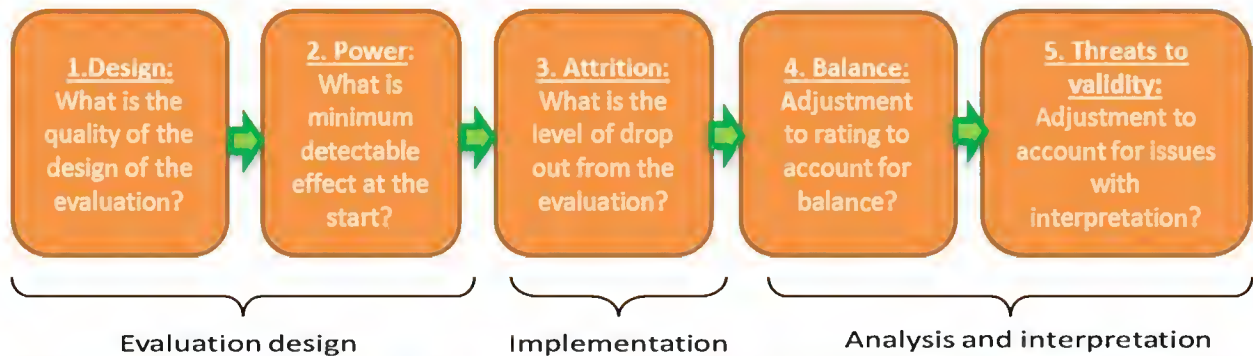 1.Design:
What is the
quality of the
design of the
evaluation?
2. Power:
What is
minimum
detectable
effect at the
start?
3. Attrition:
What is the
level of drop
out from the
evaluation?
4. Balance:
Adjustment
to rating to
account for
balance?
5. Threats to
validity:
Adjustment to
account for issues
with
interpretation?
Evaluation design
Implementation
Analysis and interpretation